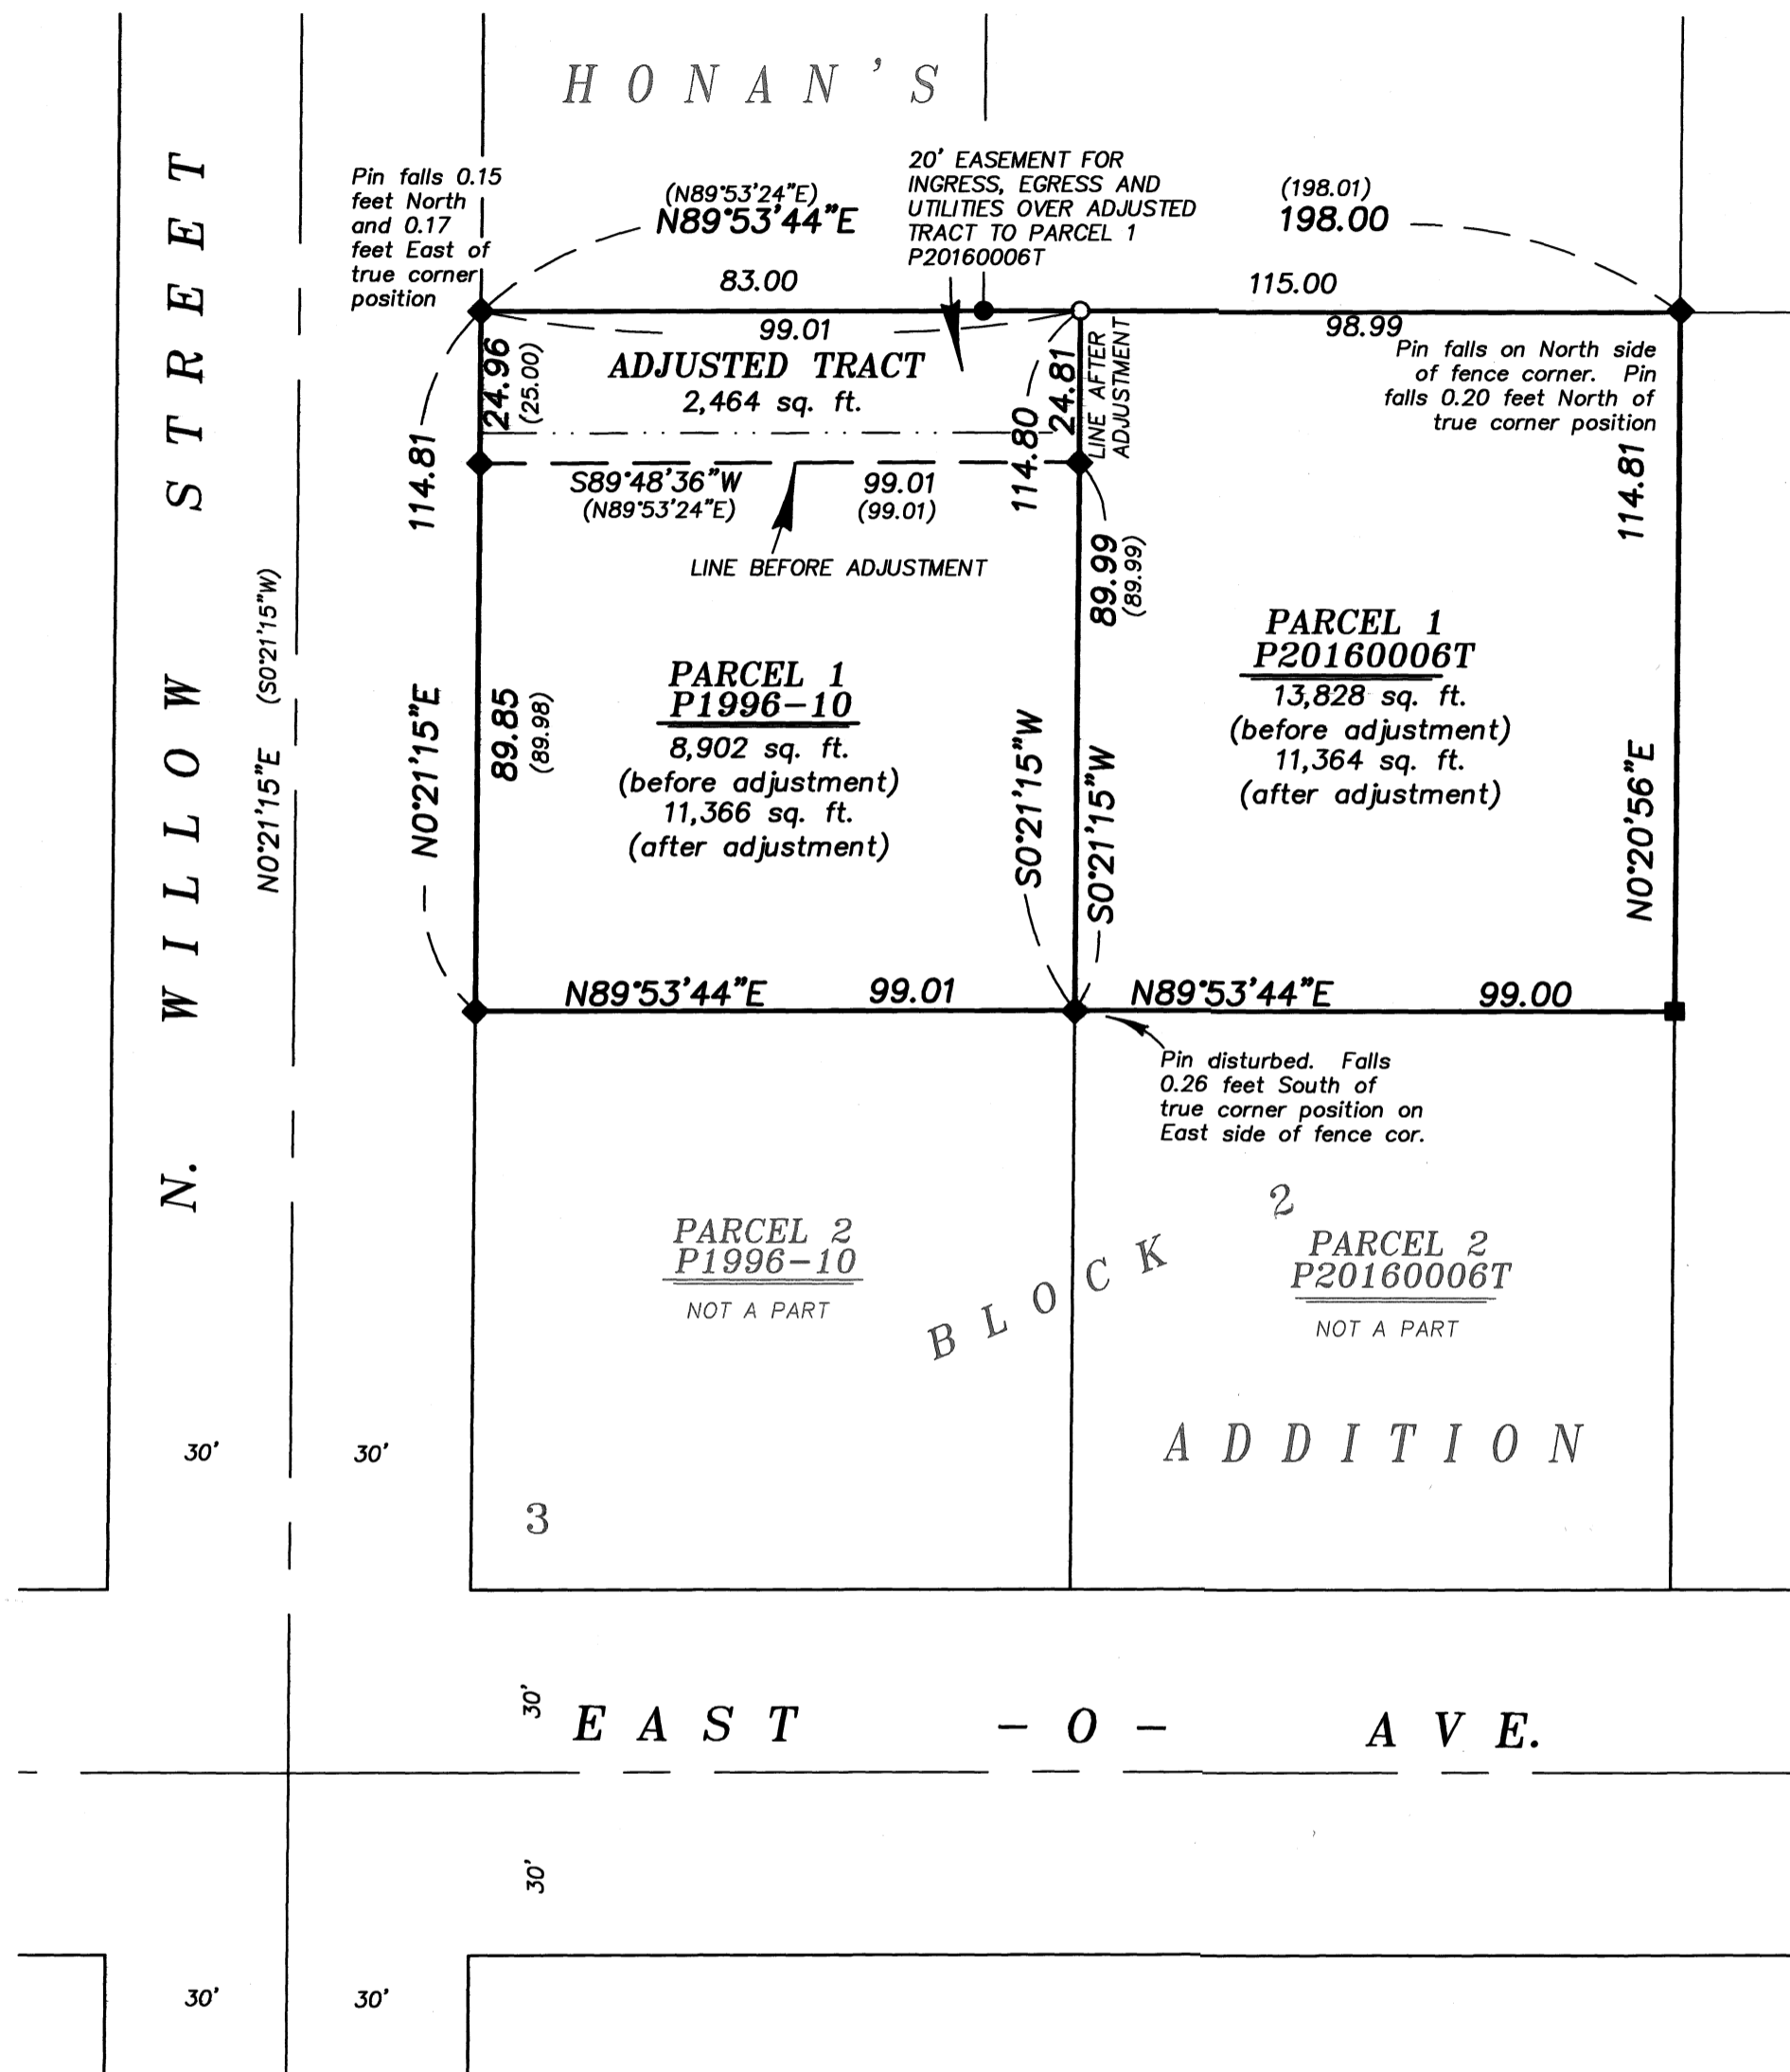 HONAN'S
Pin falls 0.15
feet North
and 0.17
feet East of
true corner
position
(N89°53'24"E)
N89°53'44"E
20' EASEMENT FOR
INGRESS, EGRESS AND
UTILITIES OVER ADJUSTED
TRACT TO PARCEL 1
P20160006T
(198.01)
198.00
83.00
115.00
99.01
98.99
ADJUSTED TRACT
2,464 sq. ft.
24.96
(25.00)
24.81
LINE AFTER
ADJUSTMENT
Pin falls on North side
of fence corner. Pin
falls 0.20 feet North of
true corner position
114.81
114.80
114.81
S89°48'36"W 99.01
(N89°53'24"E) (99.01)
LINE BEFORE ADJUSTMENT
89.99
(89.99)
N. WILLOW STREET
N0°21'15"E (S0°21'15"W)
N0°21'15"E
89.85
(89.98)
PARCEL 1
P1996-10
8,902 sq. ft.
(before adjustment)
11,366 sq. ft.
(after adjustment)
S0°21'15"W
S0°21'15"W
PARCEL 1
P20160006T
13,828 sq. ft.
(before adjustment)
11,364 sq. ft.
(after adjustment)
N0°20'56"E
N89°53'44"E 99.01
N89°53'44"E 99.00
Pin disturbed. Falls
0.26 feet South of
true corner position on
East side of fence cor.
PARCEL 2
P1996-10
NOT A PART
BLOCK 2
PARCEL 2
P20160006T
NOT A PART
ADDITION
30'
30'
3
30'
EAST -O- AVE.
30'
30'
30'